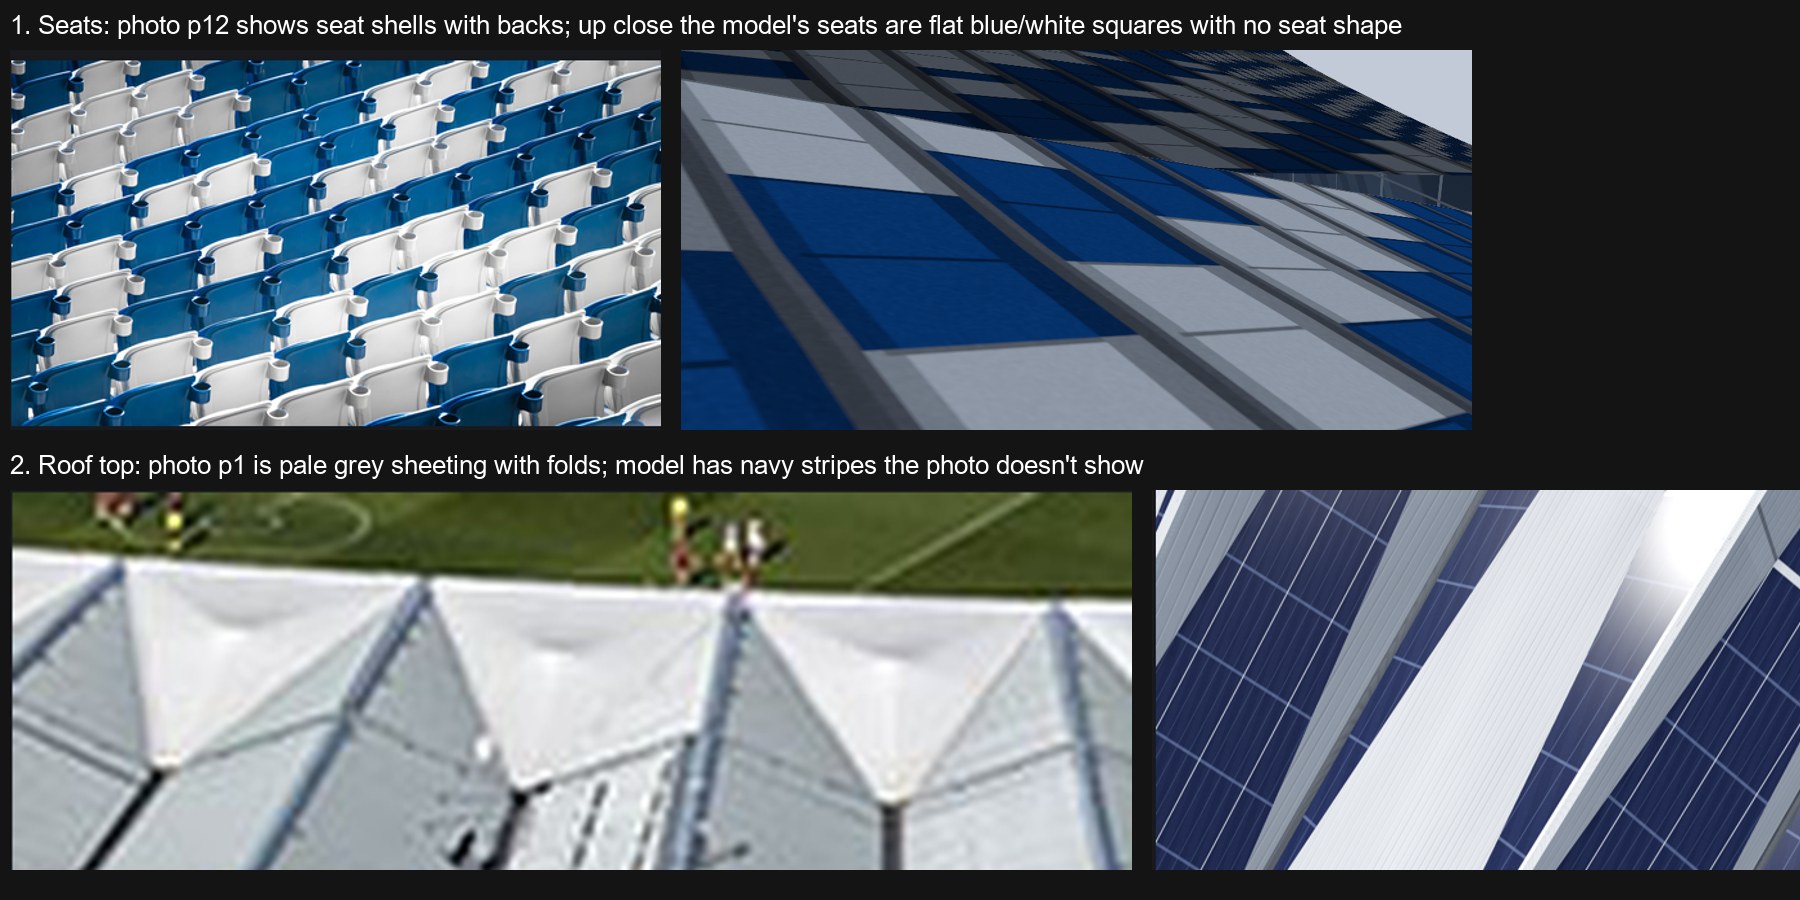 1. Seats: photo p12 shows seat shells with backs; up close the model's seats are flat blue/white squares with no seat shape
2. Roof top: photo p1 is pale grey sheeting with folds; model has navy stripes the photo doesn't show